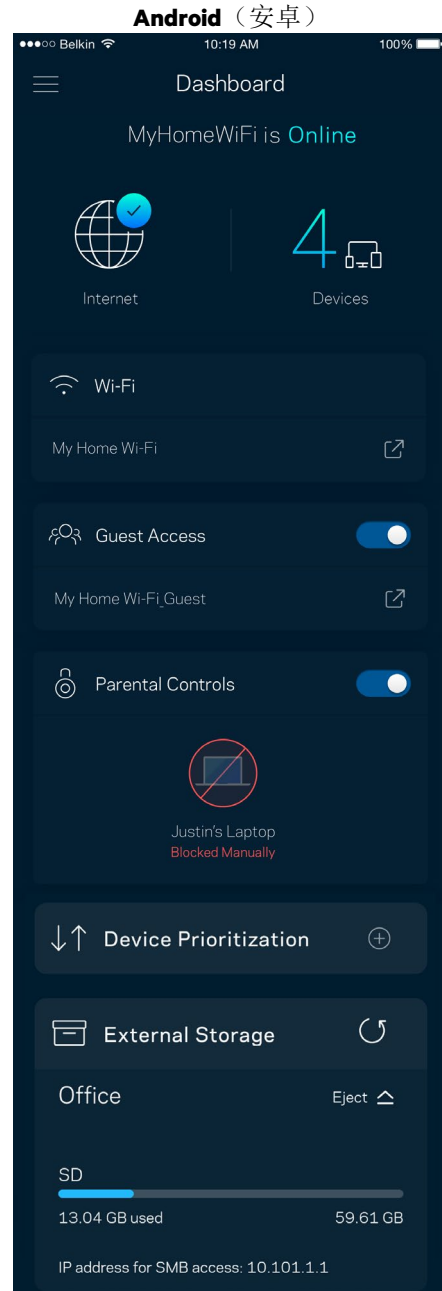 Android（安卓）
Belkin 10:19 AM 100%
Dashboard
MyHomeWiFi is Online
4
Internet Devices
Wi-Fi
My Home Wi-Fi
Guest Access
My Home Wi-Fi_Guest
Parental Controls
Justin's Laptop
Blocked Manually
Device Prioritization
External Storage
Office Eject
SD
13.04 GB used 59.61 GB
IP address for SMB access: 10.101.1.1